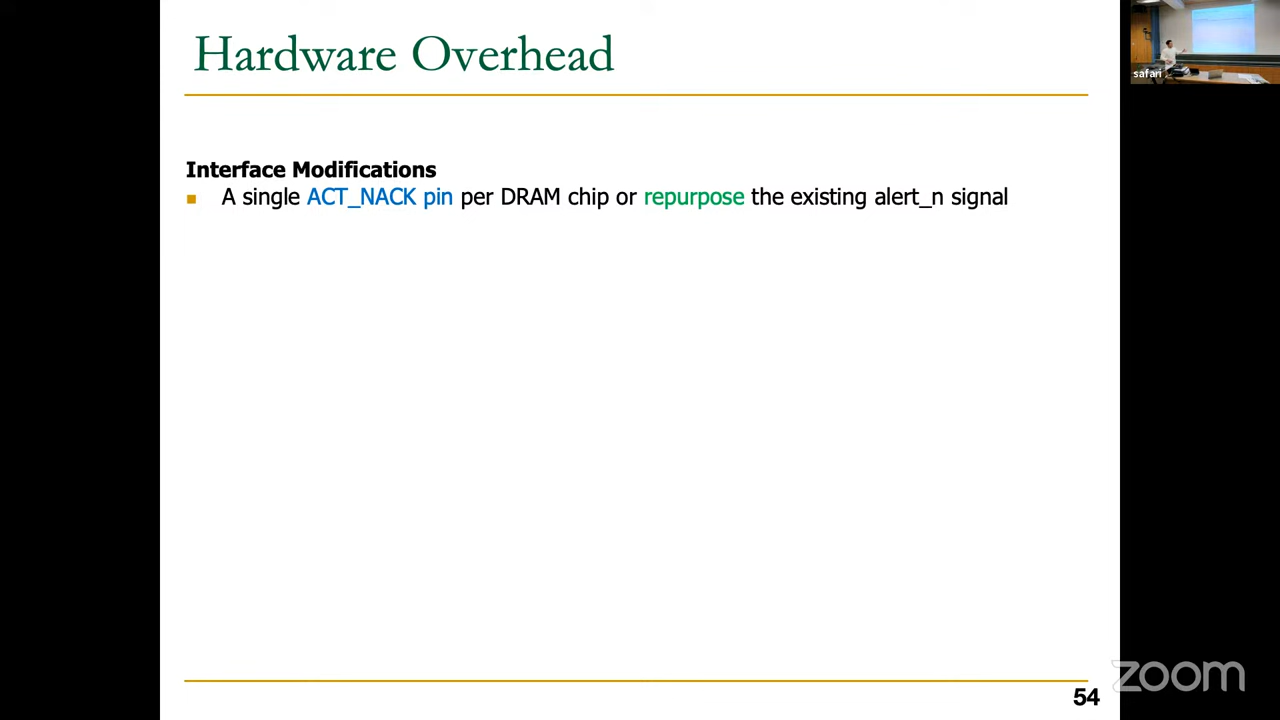 Hardware Overhead
safari
Interface Modifications
A single ACT_NACK pin per DRAM chip or repurpose the existing alert_n signal
zoom
54